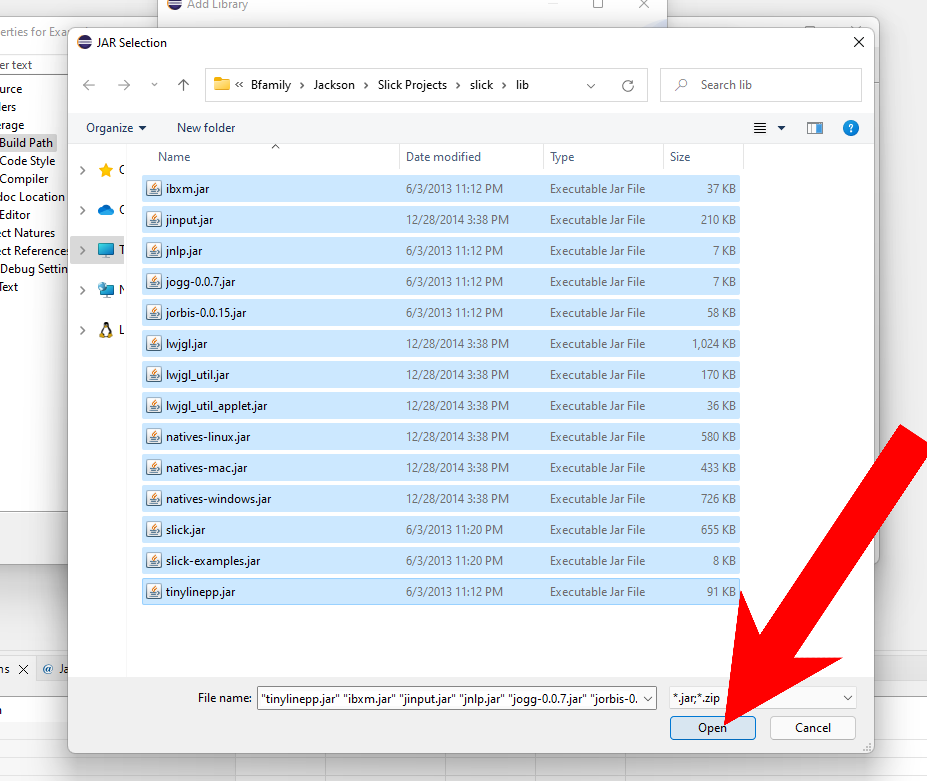 Add Library
erties for Exa
JAR Selection
er text
« Bfamily › Jackson › Slick Projects › slick › lib
Search lib
Organize
New folder
urce
ders
erage
Build Path
Code Style
Compiler
doc Location
Editor
ect Natures
ect References
Debug Settin
Text
Name
Date modified
Type
Size
ibxm.jar 6/3/2013 11:12 PM Executable Jar File 37 KB
jinput.jar 12/28/2014 3:38 PM Executable Jar File 210 KB
jnlp.jar 6/3/2013 11:12 PM Executable Jar File 7 KB
jogg-0.0.7.jar 6/3/2013 11:12 PM Executable Jar File 7 KB
jorbis-0.0.15.jar 6/3/2013 11:12 PM Executable Jar File 58 KB
lwjgl.jar 12/28/2014 3:38 PM Executable Jar File 1,024 KB
lwjgl_util.jar 12/28/2014 3:38 PM Executable Jar File 170 KB
lwjgl_util_applet.jar 12/28/2014 3:38 PM Executable Jar File 36 KB
natives-linux.jar 12/28/2014 3:38 PM Executable Jar File 580 KB
natives-mac.jar 12/28/2014 3:38 PM Executable Jar File 433 KB
natives-windows.jar 12/28/2014 3:38 PM Executable Jar File 726 KB
slick.jar 6/3/2013 11:20 PM Executable Jar File 655 KB
slick-examples.jar 6/3/2013 11:20 PM Executable Jar File 8 KB
tinylinepp.jar 6/3/2013 11:12 PM Executable Jar File 91 KB
ns
@ Ja
File name: "tinylinepp.jar" "ibxm.jar" "jinput.jar" "jnlp.jar" "jogg-0.0.7.jar" "jorbis-0.
*.jar;*.zip
Open
Cancel